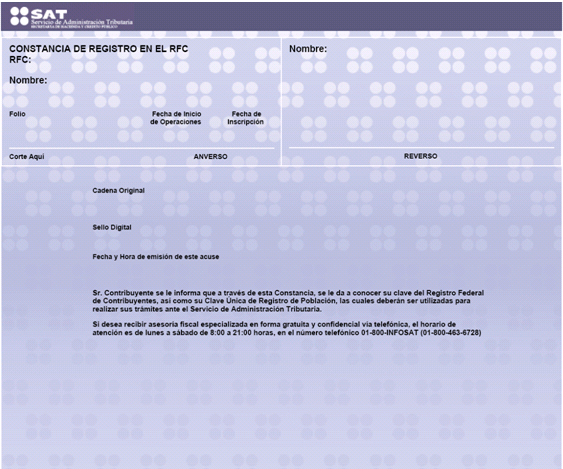 SAT
Servicio de Administración Tributaria
SECRETARÍA DE HACIENDA Y CRÉDITO PÚBLICO
CONSTANCIA DE REGISTRO EN EL RFC
RFC:
Nombre:
Folio
Fecha de Inicio de Operaciones
Fecha de Inscripción
Corte Aquí
ANVERSO
Nombre:
REVERSO
Cadena Original
Sello Digital
Fecha y Hora de emisión de este acuse
Sr. Contribuyente se le informa que a través de esta Constancia, se le da a conocer su clave del Registro Federal
de Contribuyentes, así como su Clave Única de Registro de Población, las cuales deberán ser utilizadas para
realizar sus trámites ante el Servicio de Administración Tributaria.
Si desea recibir asesoría fiscal especializada en forma gratuita y confidencial vía telefónica, el horario de
atención es de lunes a sábado de 8:00 a 21:00 horas, en el número telefónico 01-800-INFOSAT (01-800-463-6728)